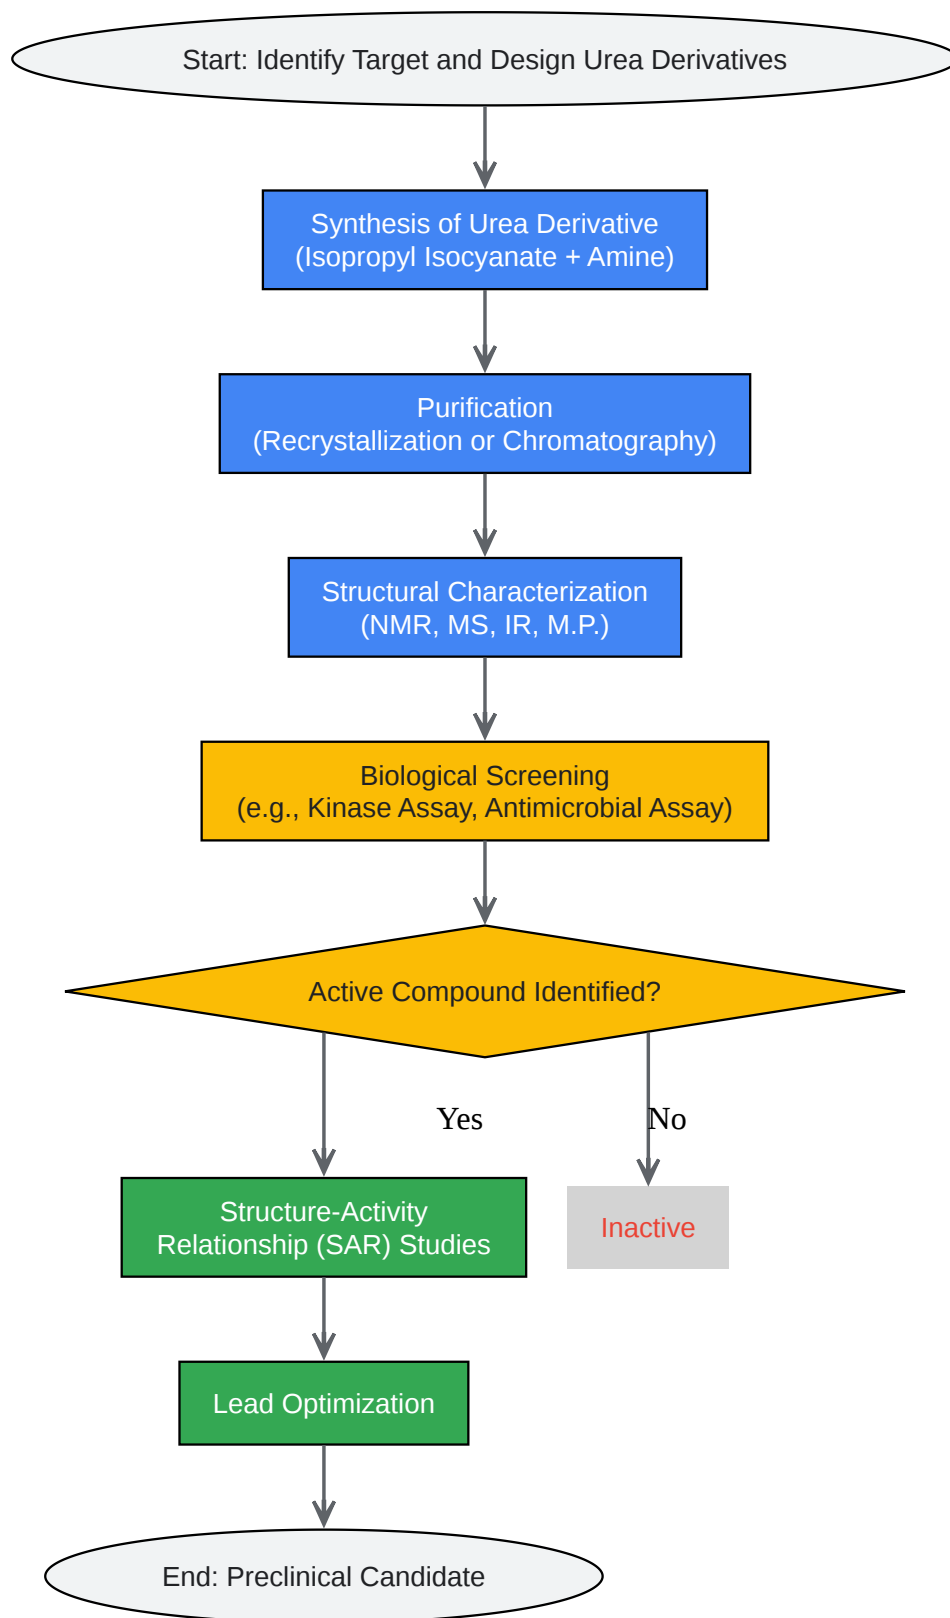 Start: Identify Target and Design Urea Derivatives
Synthesis of Urea Derivative
(Isopropyl Isocyanate + Amine)
Purification
(Recrystallization or Chromatography)
Structural Characterization
(NMR, MS, IR, M.P.)
Biological Screening
(e.g., Kinase Assay, Antimicrobial Assay)
Active Compound Identified?
Yes
No
Structure-Activity
Relationship (SAR) Studies
Inactive
Lead Optimization
End: Preclinical Candidate